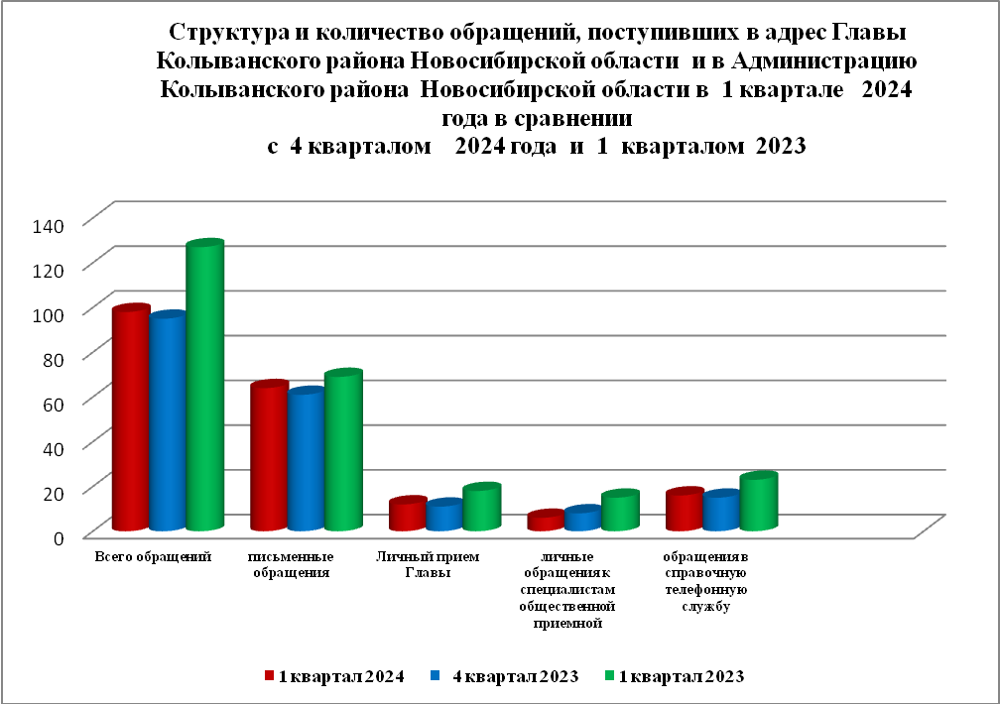 Структура и количество обращений, поступивших в адрес Главы
Колыванского района Новосибирской области и в Администрацию
Колыванского района Новосибирской области в 1 квартале 2024
года в сравнении
с 4 кварталом 2024 года и 1 кварталом 2023
140
120
100
80
60
40
20
0
Всего обращений
письменные
обращения
Личный прием
Главы
личные
обращения к
специалистам
общественной
приемной
обращения в
справочную
телефонную
службу
1 квартал 2024
4 квартал 2023
1 квартал 2023